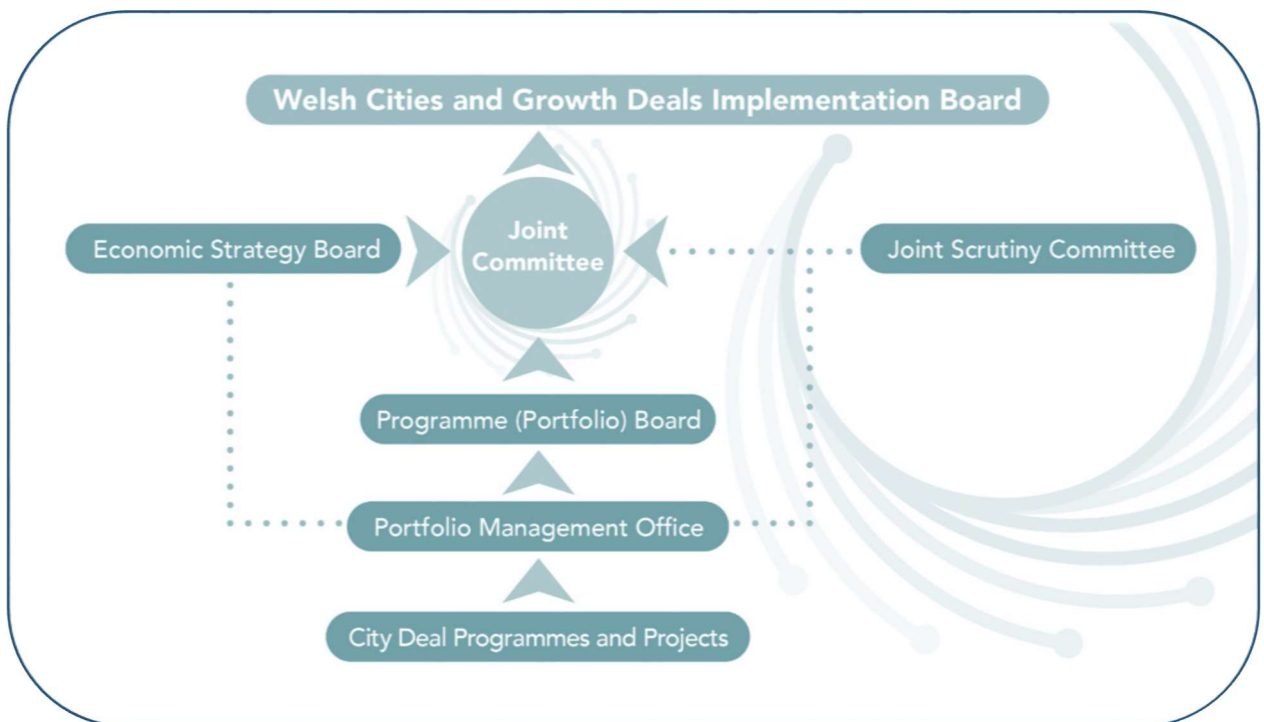 Welsh Cities and Growth Deals Implementation Board
Economic Strategy Board
Joint
Committee
Joint Scrutiny Committee
Programme (Portfolio) Board
Portfolio Management Office
City Deal Programmes and Projects